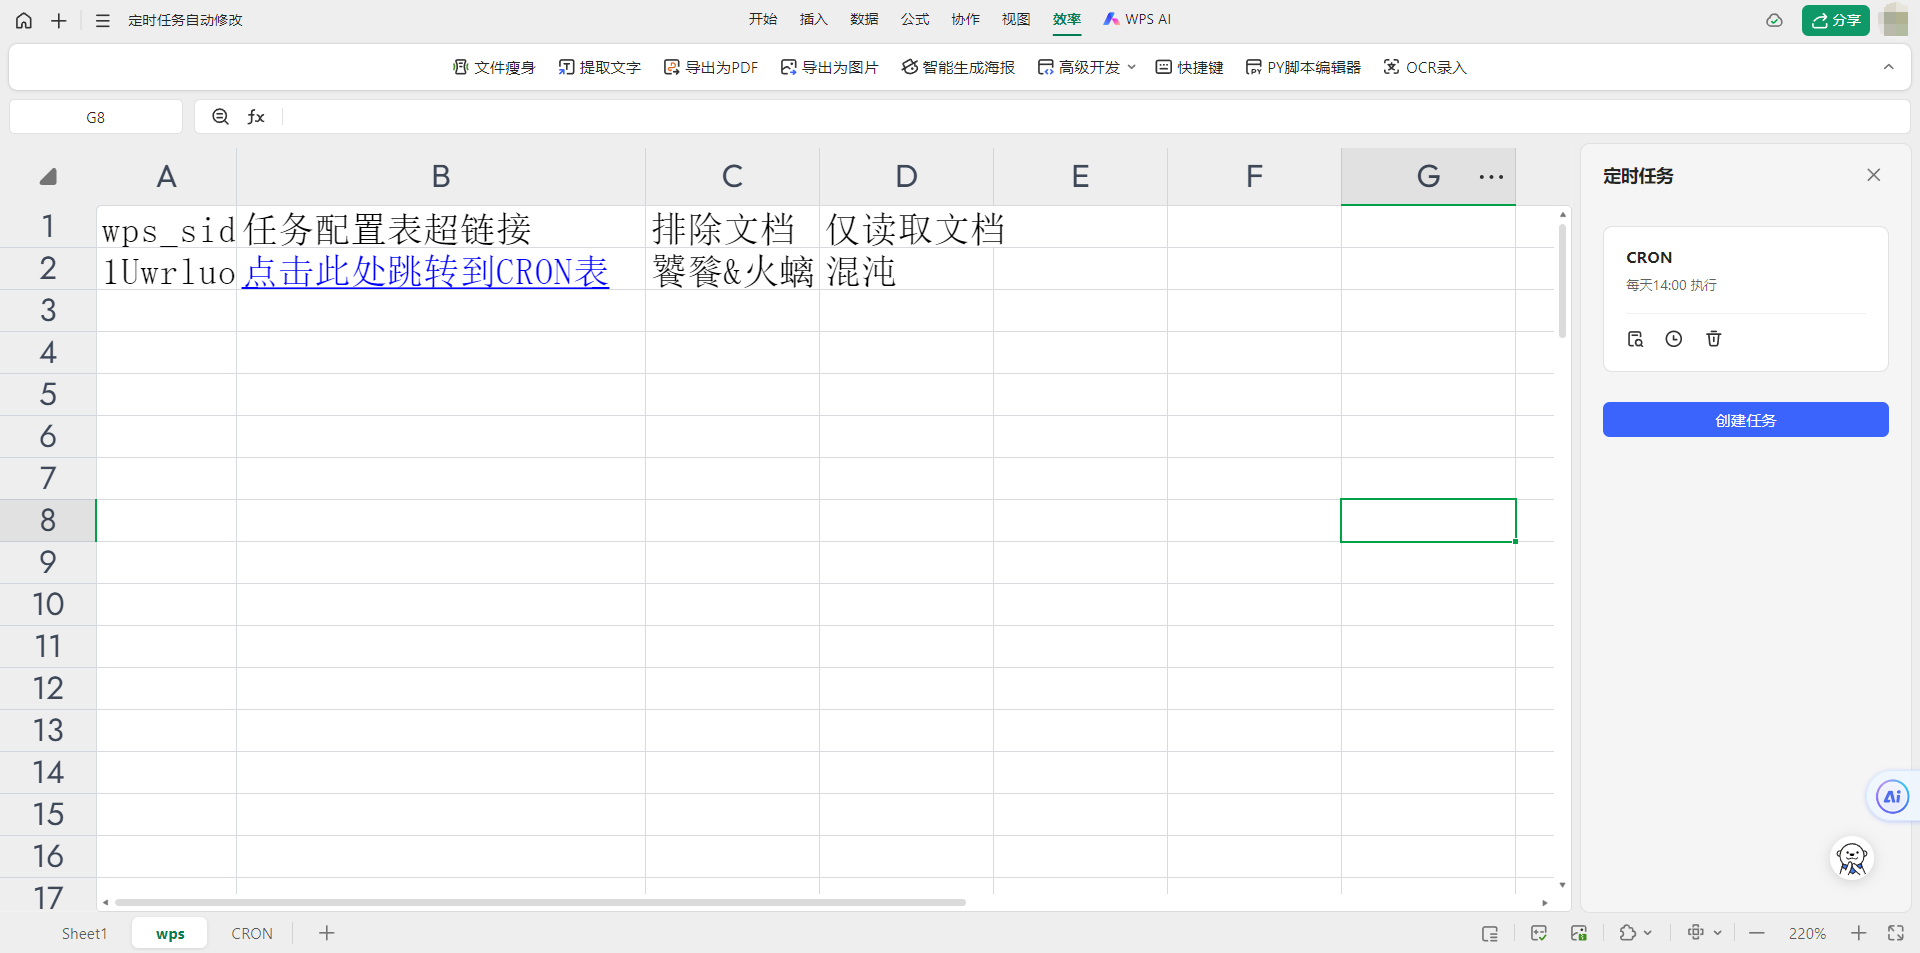 定时任务自动修改
开始 插入 数据 公式 协作 视图 效率 WPS AI
分享
文件瘦身 提取文字 导出为PDF 导出为图片 智能生成海报 高级开发 快捷键 PY脚本编辑器 OCR录入
G8 fx
A B C D E F G
定时任务
1 wps_sid 任务配置表超链接 排除文档 仅读取文档
2 1Uwrluo 点击此处跳转到CRON表 饕餮&火螭 混沌
CRON
每天14:00 执行
3
4
5
创建任务
6
7
8
9
10
11
12
13
14
15
Ai
16
17
Sheet1 wps CRON
220%